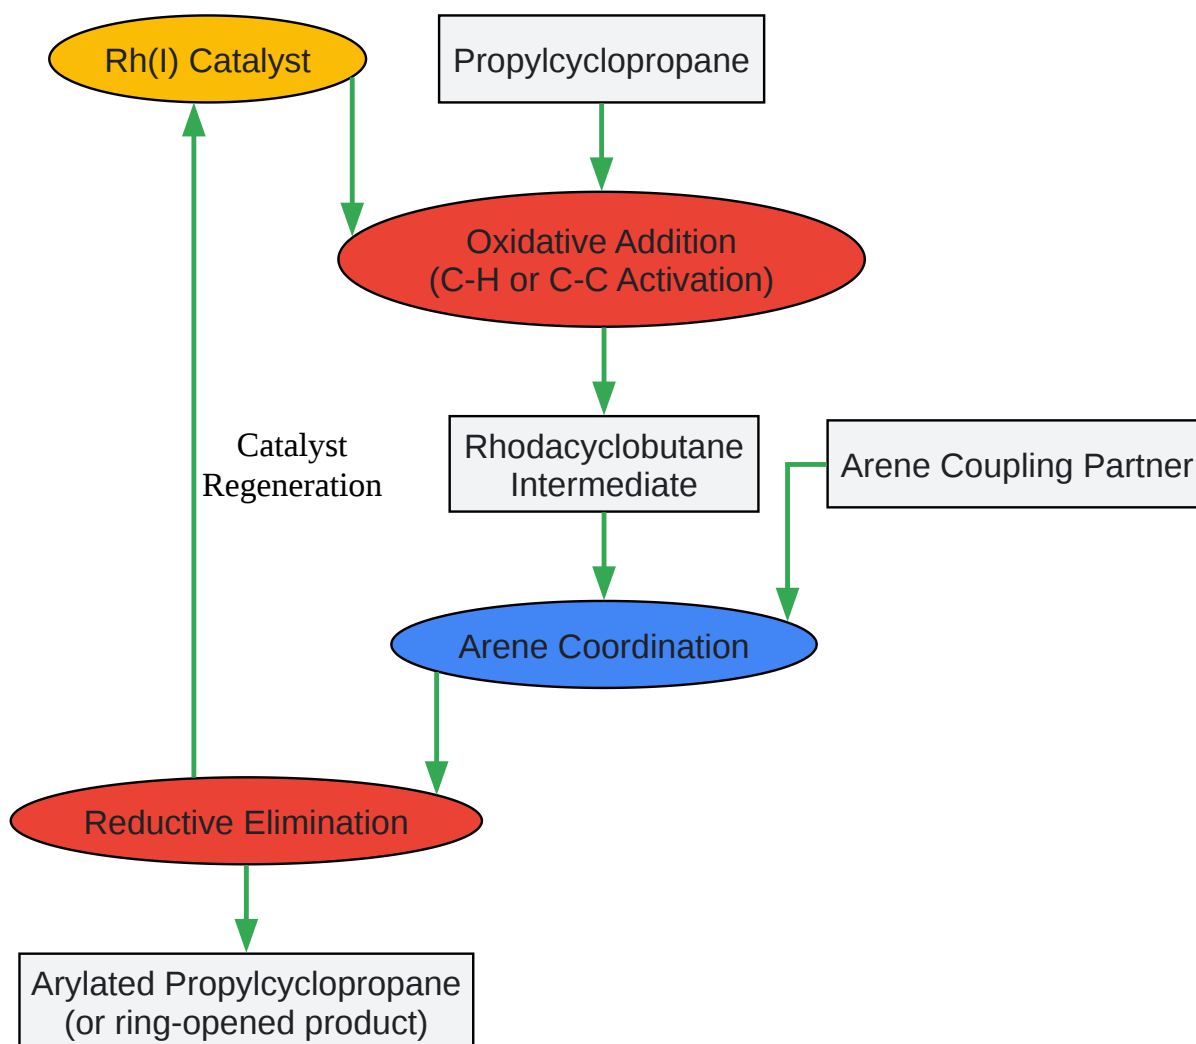 Rh(I) Catalyst
Propylcyclopropane
Oxidative Addition
(C-H or C-C Activation)
Catalyst
Regeneration
Rhodacyclobutane
Intermediate
Arene Coupling Partner
Arene Coordination
Reductive Elimination
Arylated Propylcyclopropane
(or ring-opened product)